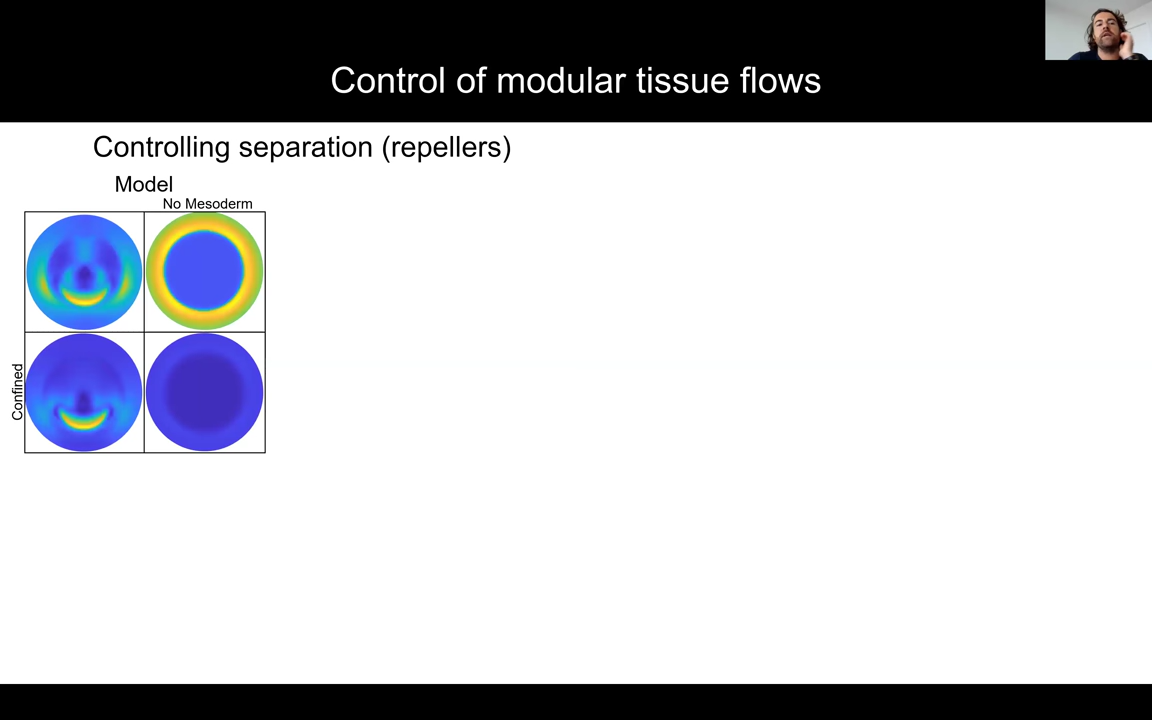 Control of modular tissue flows
Controlling separation (repellers)
Model
No Mesoderm
Confined